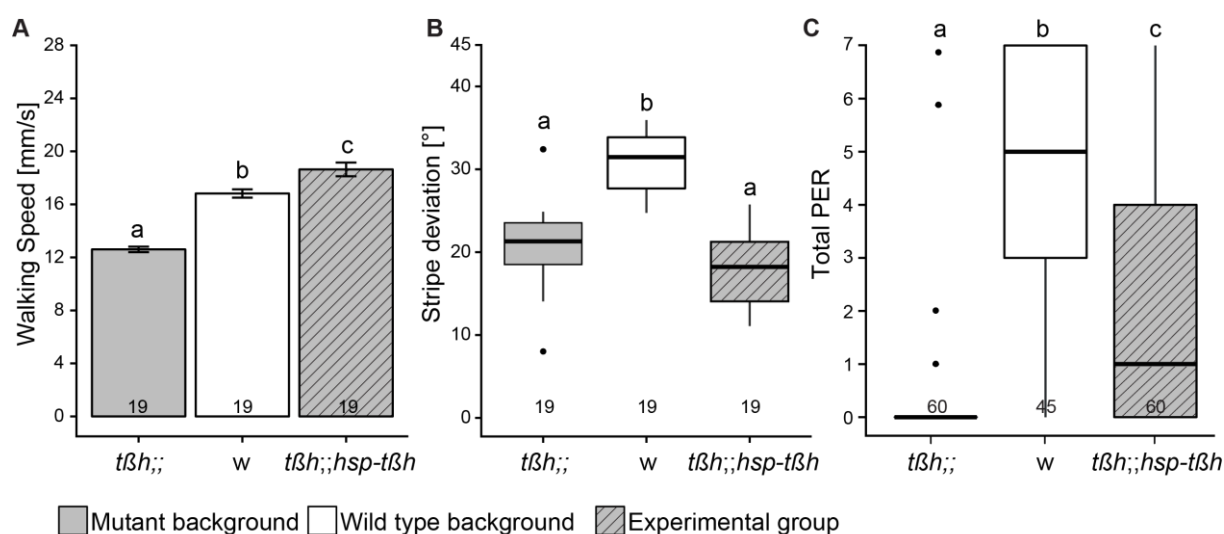 A
Walking Speed [mm/s]
28
24
20
16
12
8
4
0
a
b
c
19
19
19
tßh;;
w
tßh;;hsp-tßh
B
Stripe deviation [°]
45
40
30
20
10
0
a
b
a
19
19
19
tßh;;
w
tßh;;hsp-tßh
C
Total PER
7
6
5
4
3
2
1
0
a
b
c
60
45
60
tßh;;
w
tßh;;hsp-tßh
Mutant background
Wild type background
Experimental group